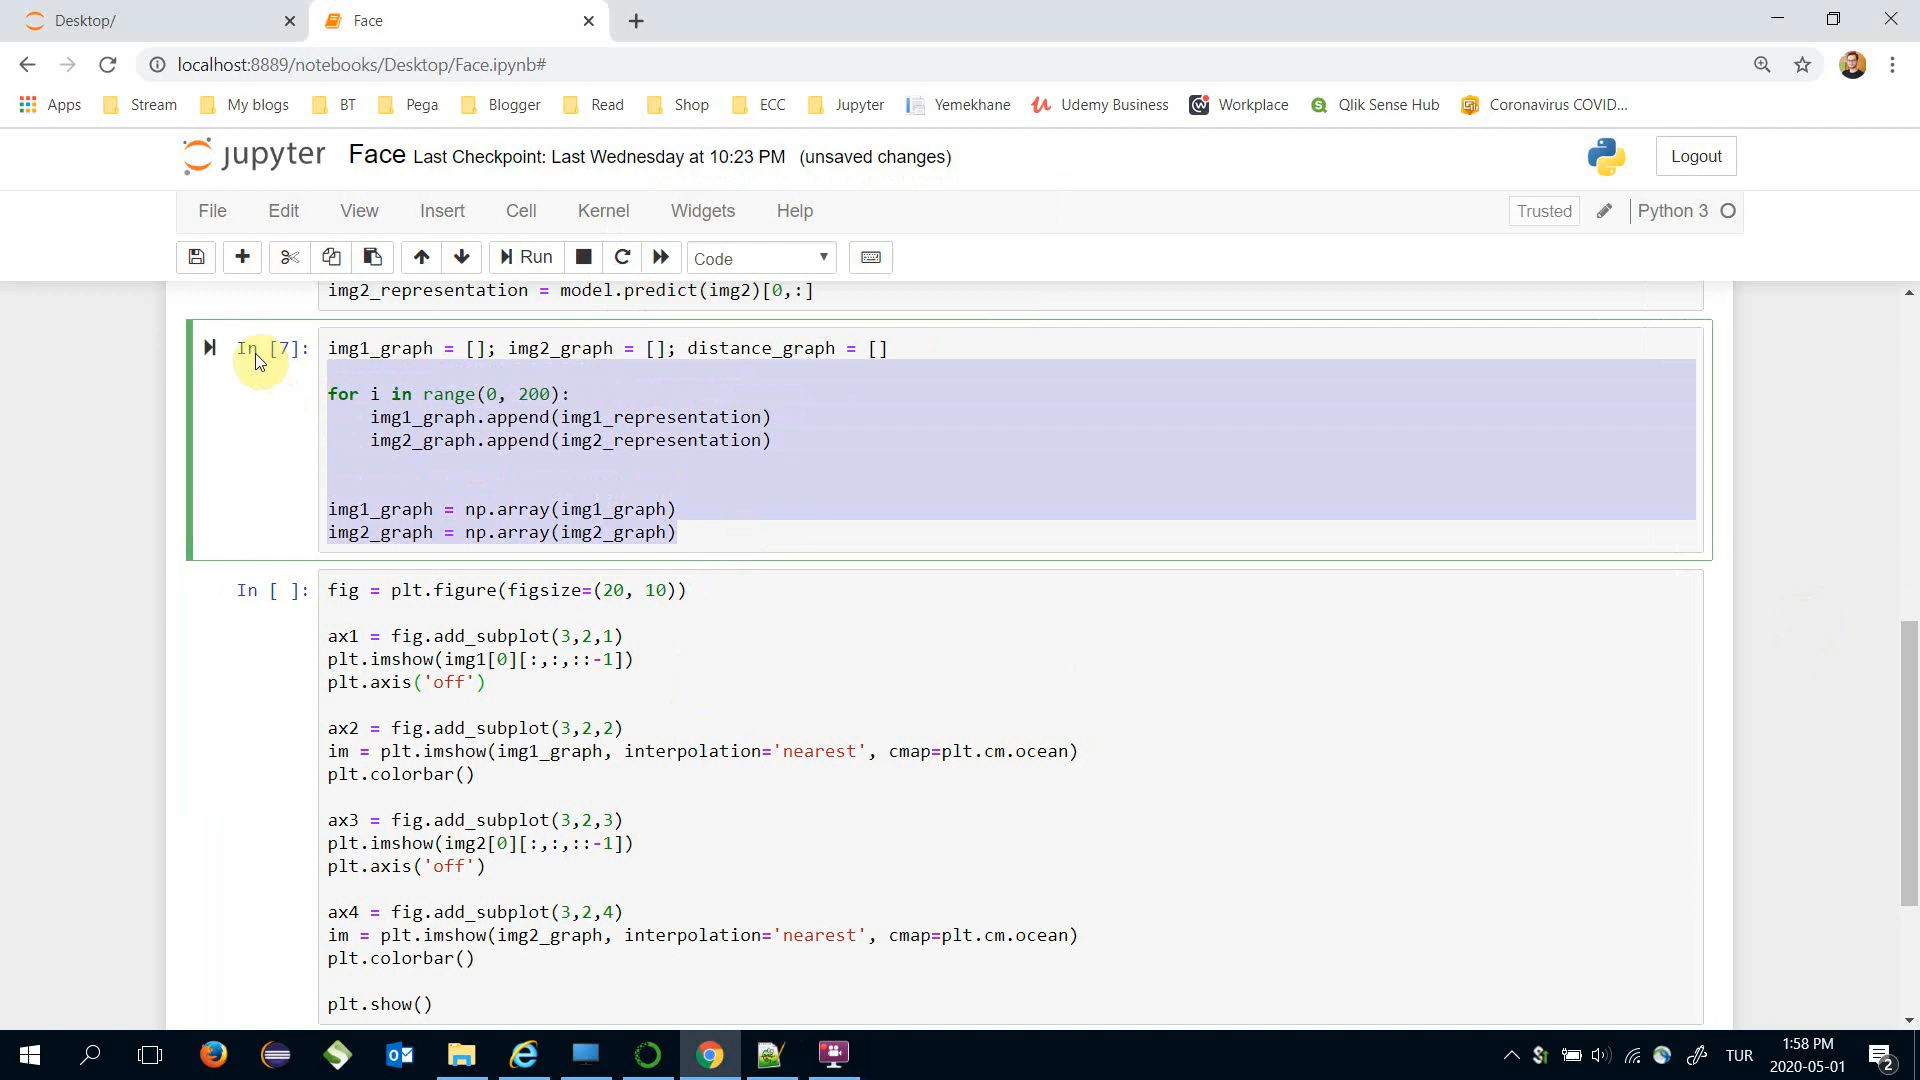 Desktop/
Face
localhost:8889/notebooks/Desktop/Face.ipynb#
Apps Stream My blogs BT Pega Blogger Read Shop ECC Jupyter Yemekhane Udemy Business Workplace Qlik Sense Hub Coronavirus COVID...
jupyter Face Last Checkpoint: Last Wednesday at 10:23 PM (unsaved changes)
Logout
File Edit View Insert Cell Kernel Widgets Help
Trusted Python 3
Run Code
img2_representation = model.predict(img2)[0,:]
In [7]: img1_graph = []; img2_graph = []; distance_graph = []
for i in range(0, 200):
    img1_graph.append(img1_representation)
    img2_graph.append(img2_representation)
img1_graph = np.array(img1_graph)
img2_graph = np.array(img2_graph)
In [ ]: fig = plt.figure(figsize=(20, 10))
ax1 = fig.add_subplot(3,2,1)
plt.imshow(img1[0][:,:,::-1])
plt.axis('off')
ax2 = fig.add_subplot(3,2,2)
im = plt.imshow(img1_graph, interpolation='nearest', cmap=plt.cm.ocean)
plt.colorbar()
ax3 = fig.add_subplot(3,2,3)
plt.imshow(img2[0][:,:,::-1])
plt.axis('off')
ax4 = fig.add_subplot(3,2,4)
im = plt.imshow(img2_graph, interpolation='nearest', cmap=plt.cm.ocean)
plt.colorbar()
plt.show()
TUR
1:58 PM
2020-05-01
2